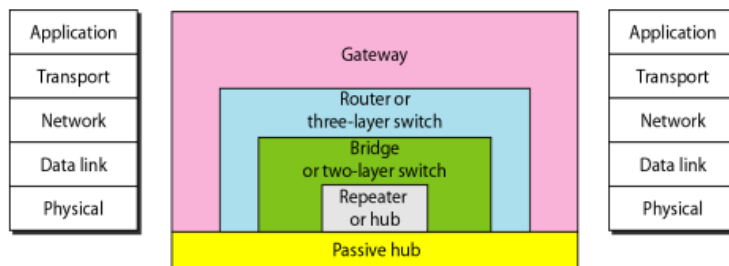 Application
Transport
Network
Data link
Physical
Gateway
Router or
three-layer switch
Bridge
or two-layer switch
Repeater
or hub
Passive hub
Application
Transport
Network
Data link
Physical